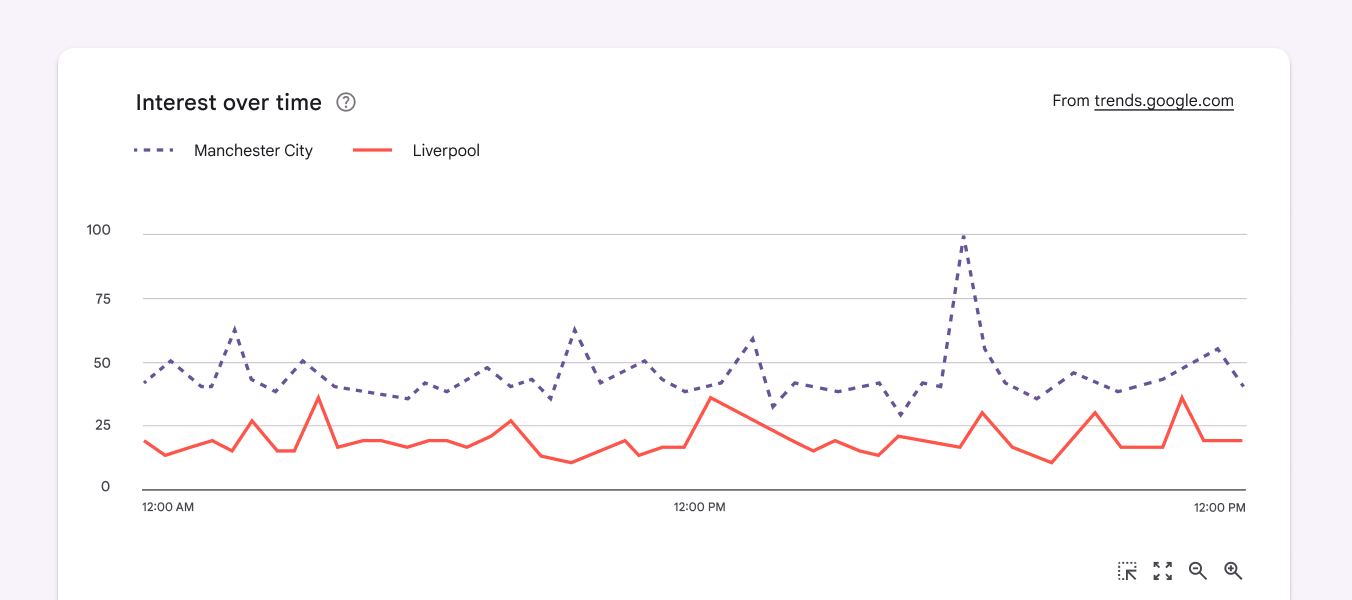 Interest over time ?
From trends.google.com
Manchester City Liverpool
100
75
50
25
0
12:00 AM 12:00 PM 12:00 PM